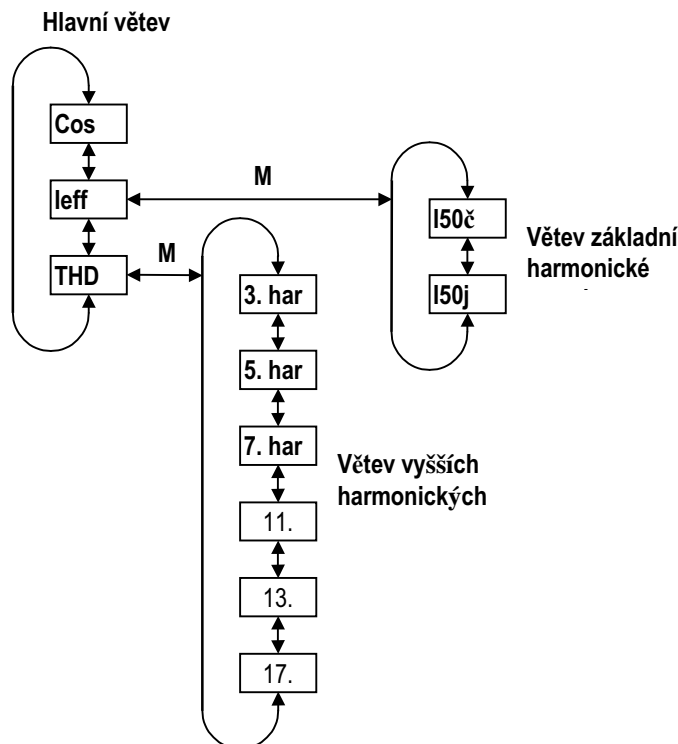 Hlavní větev
Cos
Ieff
THD
M
M
I50č
I50j
Větev základní
harmonické
3. har
5. har
7. har
11.
13.
17.
Větev vyšších
harmonických